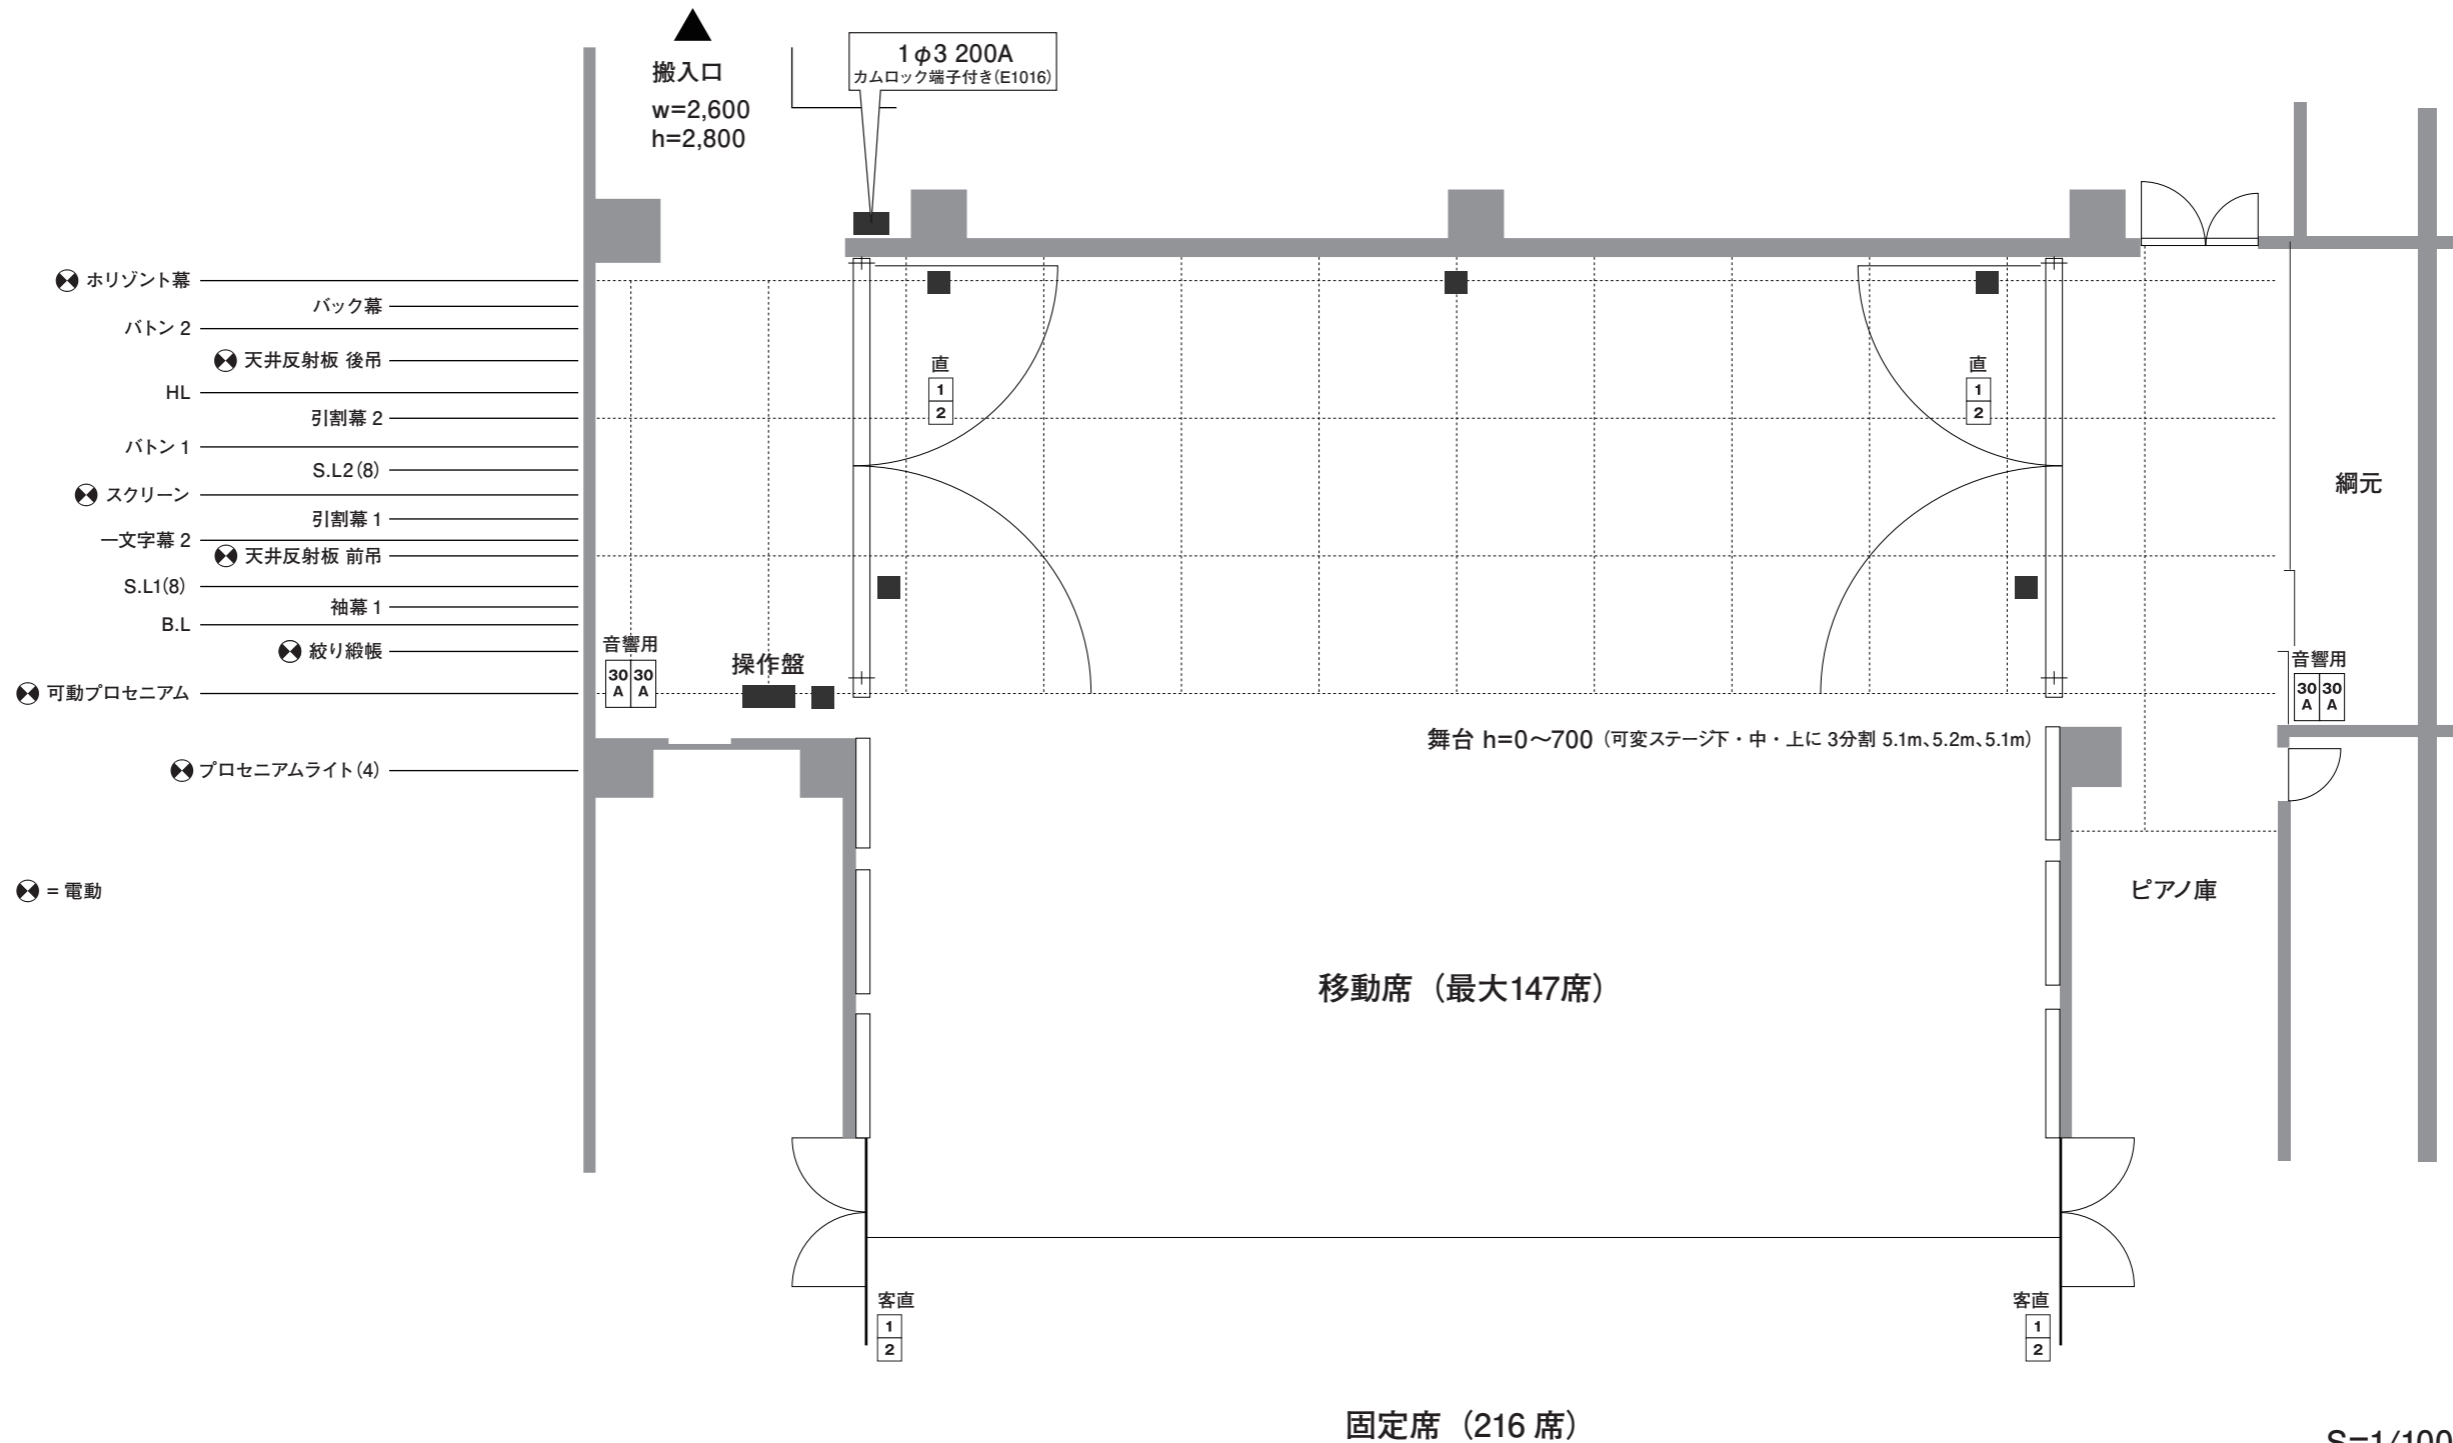 搬入口
w=2,600
h=2,800
1φ3 200A
カムロック端子付き(E1016)
ホリゾント幕
バック幕
バトン 2
天井反射板 後吊
HL
引割幕 2
バトン 1
S.L2(8)
スクリーン
引割幕 1
一文字幕 2
天井反射板 前吊
S.L1(8)
袖幕 1
B.L
絞り緞帳
可動プロセニアム
プロセニアムライト(4)
= 電動
直
1
2
直
1
2
綱元
音響用
30 30
A A
操作盤
音響用
30 30
A A
舞台 h=0〜700 (可変ステージ下・中・上に 3分割 5.1m、5.2m、5.1m)
ピアノ庫
移動席（最大147席）
客直
1
2
客直
1
2
固定席（216 席）
S=1/100